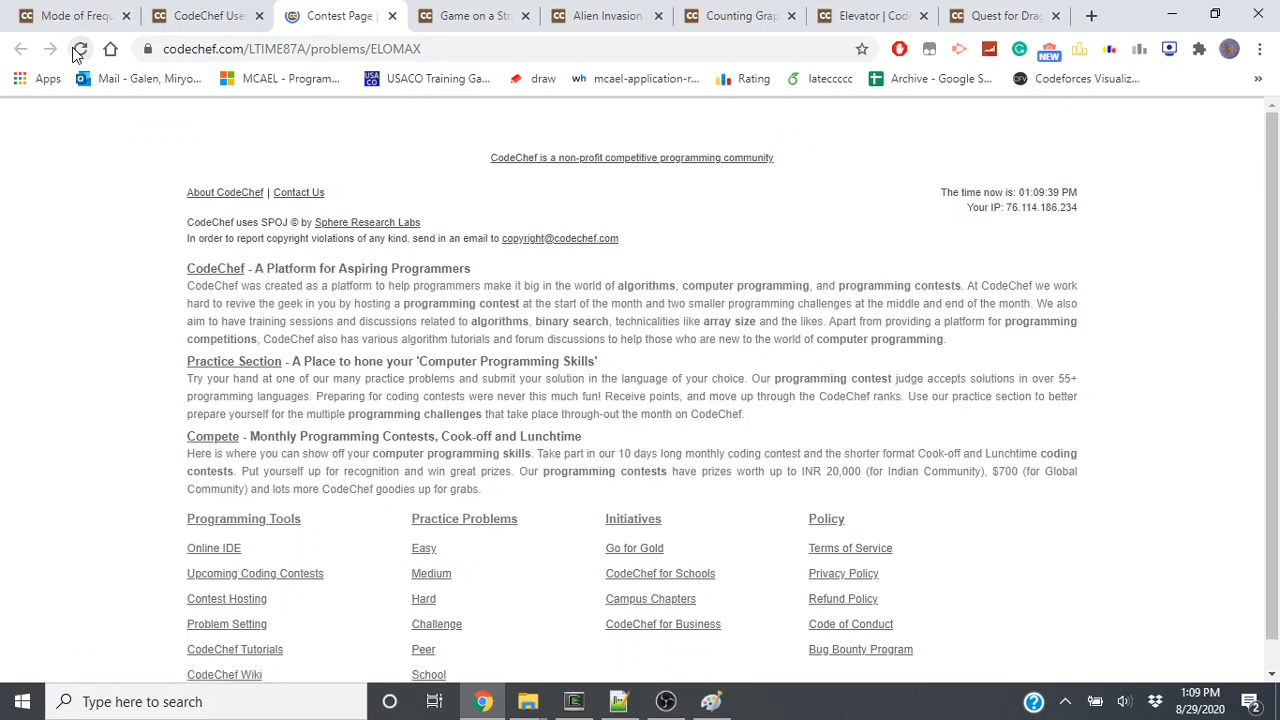 Mode of Frequ
CodeChef Use
Contest Page |
Game on a Str
Alien Invasion
Counting Grap
Elevator | Cod
Quest for Drag
codechef.com/LTIME87A/problems/ELOMAX
NEW
Apps
Mail - Galen, Miryo...
MCAEL - Program...
USACO Training Ga...
draw
wh mcael-application-r...
Rating
lateccccc
Archive - Google S...
Codeforces Visualiz...
»
CodeChef is a non-profit competitive programming community
About CodeChef | Contact Us
The time now is: 01:09:39 PM
Your IP: 76.114.186.234
CodeChef uses SPOJ © by Sphere Research Labs
In order to report copyright violations of any kind, send in an email to copyright@codechef.com
CodeChef - A Platform for Aspiring Programmers
CodeChef was created as a platform to help programmers make it big in the world of algorithms, computer programming, and programming contests. At CodeChef we work
hard to revive the geek in you by hosting a programming contest at the start of the month and two smaller programming challenges at the middle and end of the month. We also
aim to have training sessions and discussions related to algorithms, binary search, technicalities like array size and the likes. Apart from providing a platform for programming
competitions, CodeChef also has various algorithm tutorials and forum discussions to help those who are new to the world of computer programming.
Practice Section - A Place to hone your 'Computer Programming Skills'
Try your hand at one of our many practice problems and submit your solution in the language of your choice. Our programming contest judge accepts solutions in over 55+
programming languages. Preparing for coding contests were never this much fun! Receive points, and move up through the CodeChef ranks. Use our practice section to better
prepare yourself for the multiple programming challenges that take place through-out the month on CodeChef.
Compete - Monthly Programming Contests, Cook-off and Lunchtime
Here is where you can show off your computer programming skills. Take part in our 10 days long monthly coding contest and the shorter format Cook-off and Lunchtime coding
contests. Put yourself up for recognition and win great prizes. Our programming contests have prizes worth up to INR 20,000 (for Indian Community), $700 (for Global
Community) and lots more CodeChef goodies up for grabs.
Programming Tools
Practice Problems
Initiatives
Policy
Online IDE
Easy
Go for Gold
Terms of Service
Upcoming Coding Contests
Medium
CodeChef for Schools
Privacy Policy
Contest Hosting
Hard
Campus Chapters
Refund Policy
Problem Setting
Challenge
CodeChef for Business
Code of Conduct
CodeChef Tutorials
Peer
Bug Bounty Program
CodeChef Wiki
School
Type here to search
1:09 PM
8/29/2020
2